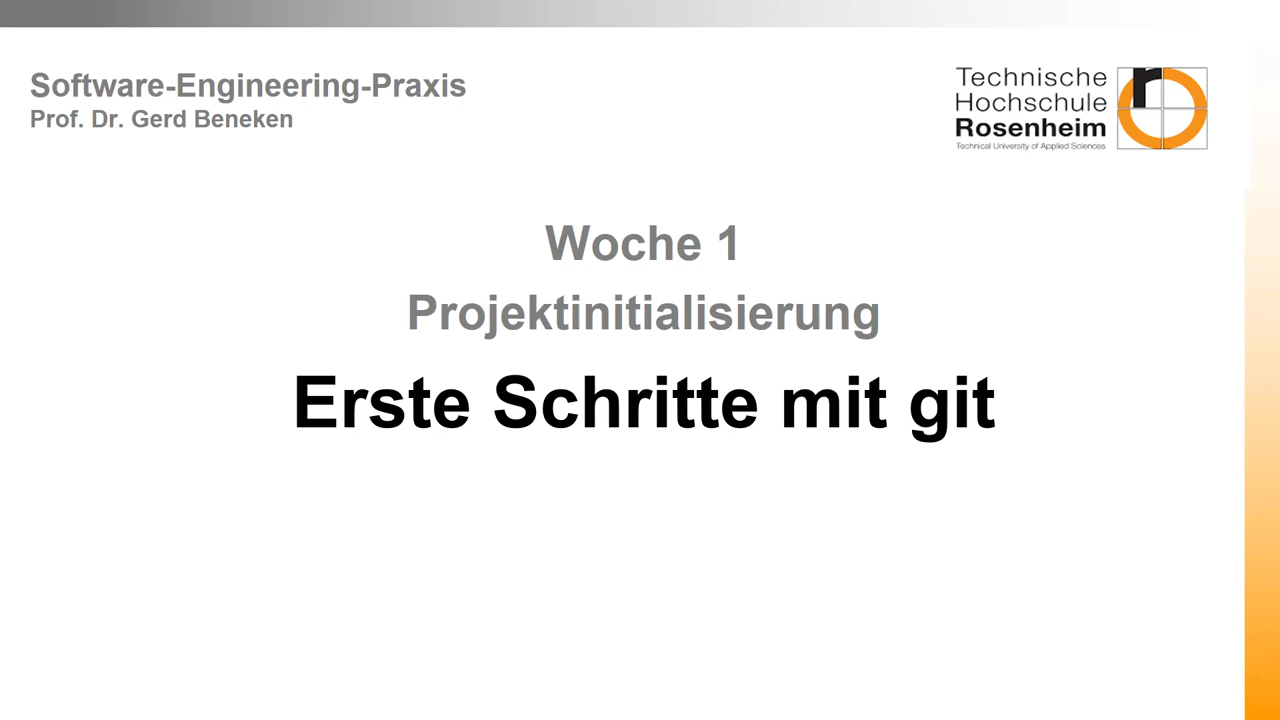 Software-Engineering-Praxis
Prof. Dr. Gerd Beneken
Technische
Hochschule
Rosenheim
Technical University of Applied Sciences
Woche 1
Projektinitialisierung
Erste Schritte mit git